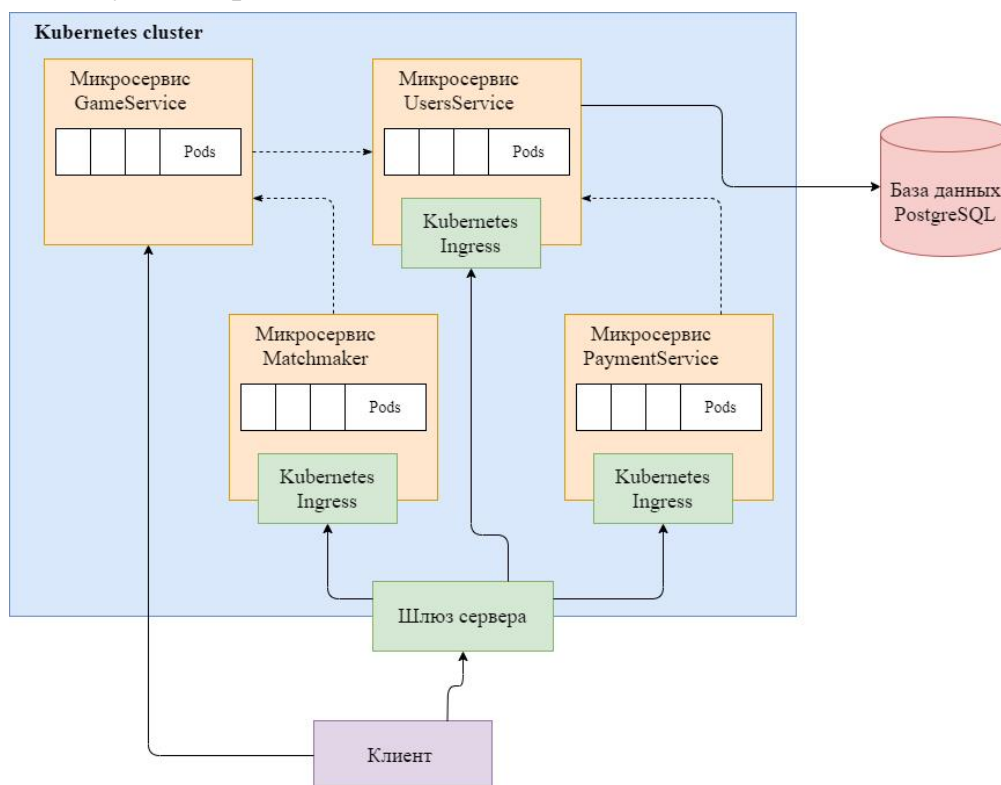 Kubernetes cluster
Микросервис
GameService
Pods
Микросервис
UsersService
Pods
Kubernetes
Ingress
База данных
PostgreSQL
Микросервис
Matchmaker
Pods
Kubernetes
Ingress
Микросервис
PaymentService
Pods
Kubernetes
Ingress
Шлюз сервера
Клиент